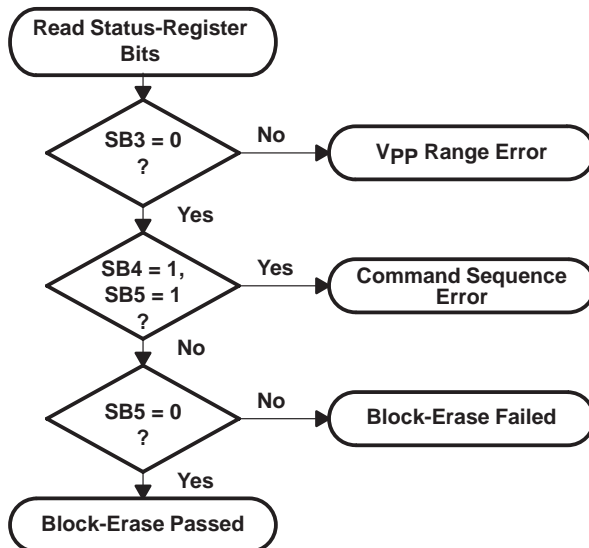 Read Status-Register
Bits
SB3 = 0
?
No
VPP Range Error
Yes
SB4 = 1,
SB5 = 1
?
Yes
Command Sequence
Error
No
SB5 = 0
?
No
Block-Erase Failed
Yes
Block-Erase Passed